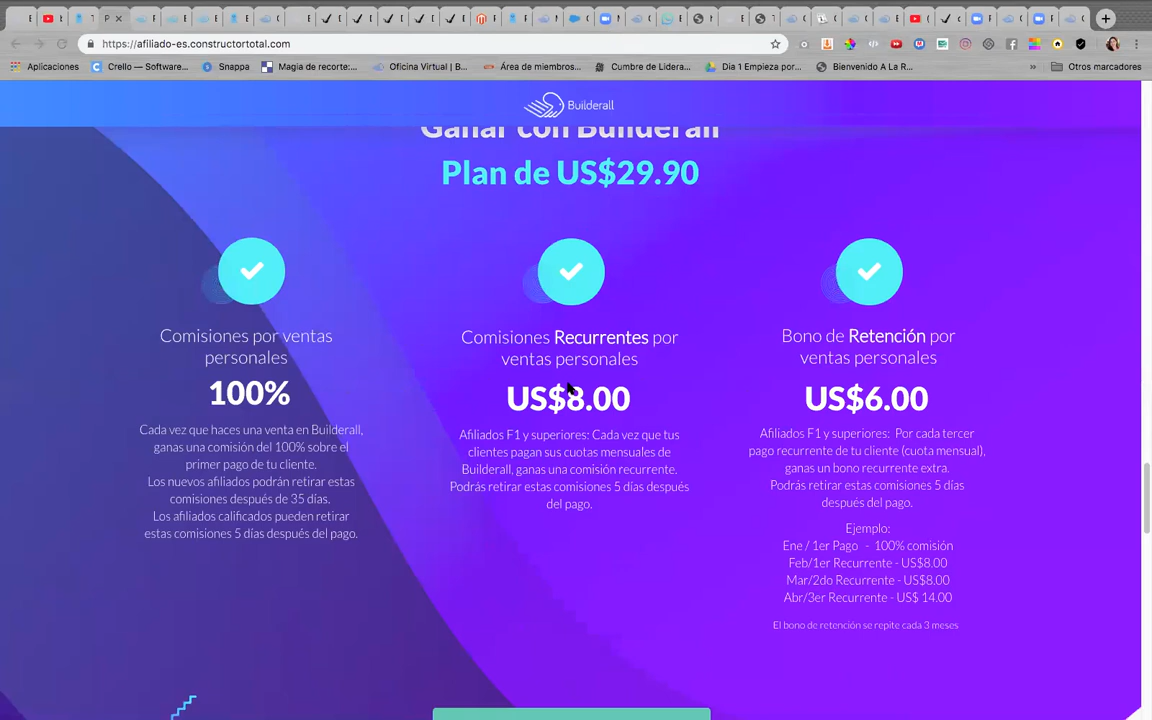 https://afiliado-es.constructortotal.com
Aplicaciones
Crello — Software...
Snappa
Magia de recorte:...
Oficina Virtual | B...
Área de miembros...
Cumbre de Lidera...
Dia 1 Empieza por...
Bienvenido A La R...
»
Otros marcadores
Builderall
Ganar con Builderall
Plan de US$29.90
Comisiones por ventas
personales
100%
Cada vez que haces una venta en Builderall,
ganas una comisión del 100% sobre el
primer pago de tu cliente.
Los nuevos afiliados podrán retirar estas
comisiones después de 35 días.
Los afiliados calificados pueden retirar
estas comisiones 5 días después del pago.
Comisiones Recurrentes por
ventas personales
US$8.00
Afiliados F1 y superiores: Cada vez que tus
clientes pagan sus cuotas mensuales de
Builderall, ganas una comisión recurrente.
Podrás retirar estas comisiones 5 días después
del pago.
Bono de Retención por
ventas personales
US$6.00
Afiliados F1 y superiores: Por cada tercer
pago recurrente de tu cliente (cuota mensual),
ganas un bono recurrente extra.
Podrás retirar estas comisiones 5 días
después del pago.
Ejemplo:
Ene / 1er Pago - 100% comisión
Feb/1er Recurrente - US$8.00
Mar/2do Recurrente - US$8.00
Abr/3er Recurrente - US$ 14.00
El bono de retención se repite cada 3 meses